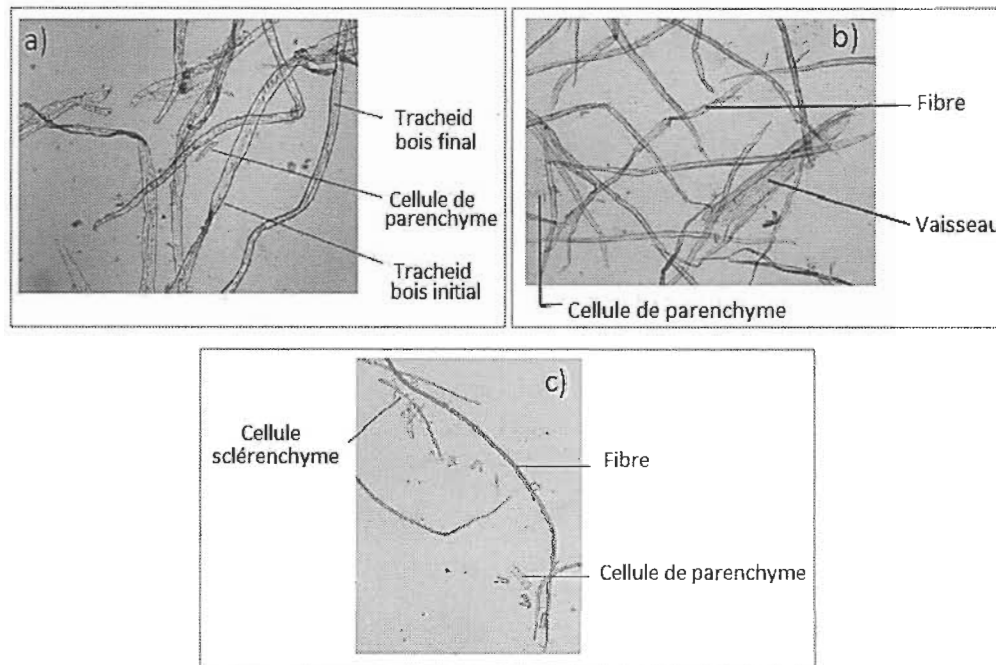 a)
Tracheid
bois final
Cellule de
parenchyme
Tracheid
bois initial
b)
Fibre
Vaisseau
Cellule de parenchyme
c)
Cellule
sclérenchyme
Fibre
Cellule de parenchyme